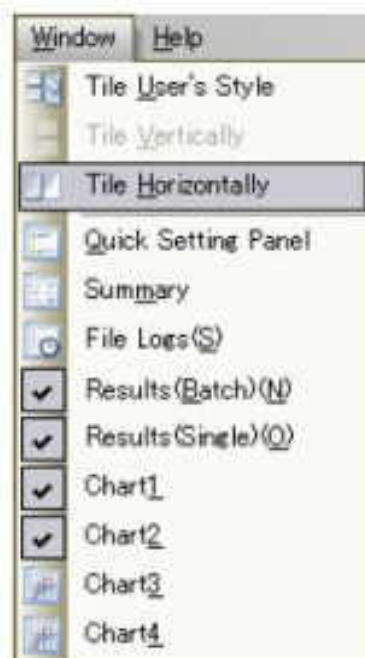 Window Help
Tile User's Style
Tile Vertically
Tile Horizontally
Quick Setting Panel
Summary
File Logs(S)
Results(Batch)(N)
Results(Single)(O)
Chart1
Chart2
Chart3
Chart4